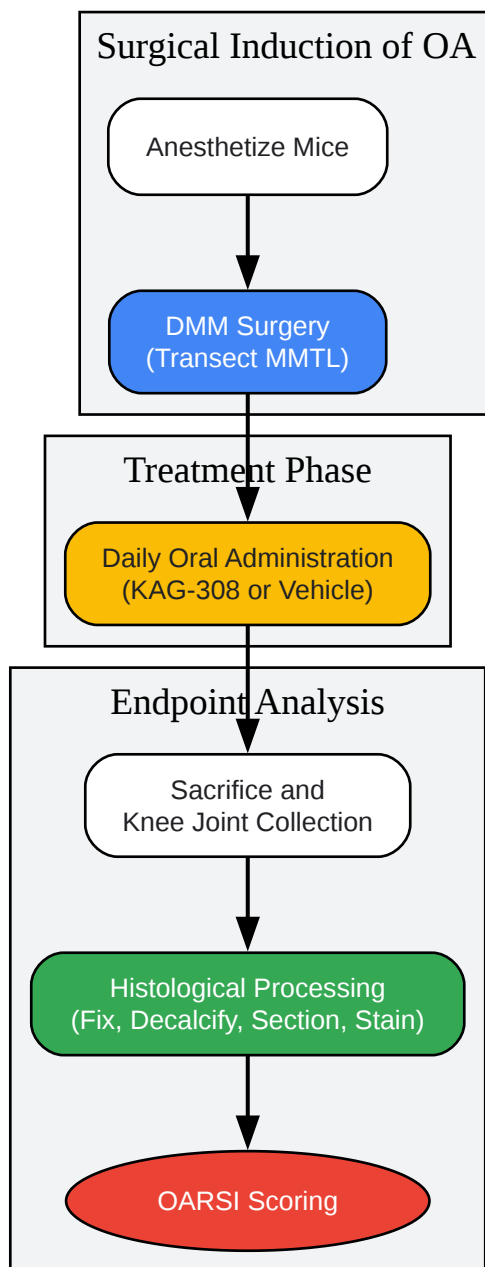 Surgical Induction of OA
Anesthetize Mice
DMM Surgery
(Transect MMTL)
Treatment Phase
Daily Oral Administration
(KAG-308 or Vehicle)
Endpoint Analysis
Sacrifice and
Knee Joint Collection
Histological Processing
(Fix, Decalcify, Section, Stain)
OARSI Scoring